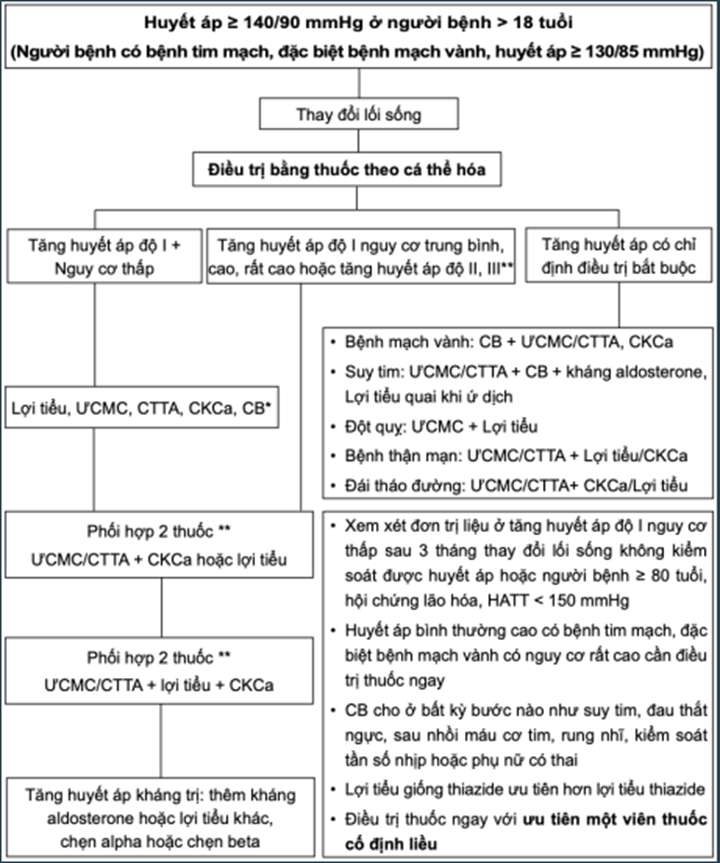 Huyết áp ≥ 140/90 mmHg ở người bệnh > 18 tuổi
(Người bệnh có bệnh tim mạch, đặc biệt bệnh mạch vành, huyết áp ≥ 130/85 mmHg)
Thay đổi lối sống
Điều trị bằng thuốc theo cá thể hóa
Tăng huyết áp độ I +
Nguy cơ thấp
Tăng huyết áp độ I nguy cơ trung bình,
cao, rất cao hoặc tăng huyết áp độ II, III**
Tăng huyết áp có chỉ
định điều trị bắt buộc
Lợi tiểu, ƯCMC, CTTA, CKCa, CB*
• Bệnh mạch vành: CB + ƯCMC/CTTA, CKCa
• Suy tim: ƯCMC/CTTA + CB + kháng aldosterone,
Lợi tiểu quai khi ứ dịch
• Đột quỵ: ƯCMC + Lợi tiểu
• Bệnh thận mạn: ƯCMC/CTTA + Lợi tiểu/CKCa
• Đái tháo đường: ƯCMC/CTTA+ CKCa/Lợi tiểu
Phối hợp 2 thuốc **
ƯCMC/CTTA + CKCa hoặc lợi tiểu
Phối hợp 2 thuốc **
ƯCMC/CTTA + lợi tiểu + CKCa
Tăng huyết áp kháng trị: thêm kháng
aldosterone hoặc lợi tiểu khác,
chẹn alpha hoặc chẹn beta
• Xem xét đơn trị liệu ở tăng huyết áp độ I nguy cơ
thấp sau 3 tháng thay đổi lối sống không kiểm
soát được huyết áp hoặc người bệnh ≥ 80 tuổi,
hội chứng lão hóa, HATT < 150 mmHg
• Huyết áp bình thường cao có bệnh tim mạch, đặc
biệt bệnh mạch vành có nguy cơ rất cao cần điều
trị thuốc ngay
• CB cho ở bất kỳ bước nào như suy tim, đau thắt
ngực, sau nhồi máu cơ tim, rung nhĩ, kiểm soát
tần số nhịp hoặc phụ nữ có thai
• Lợi tiểu giống thiazide ưu tiên hơn lợi tiểu thiazide
• Điều trị thuốc ngay với ưu tiên một viên thuốc
cố định liều